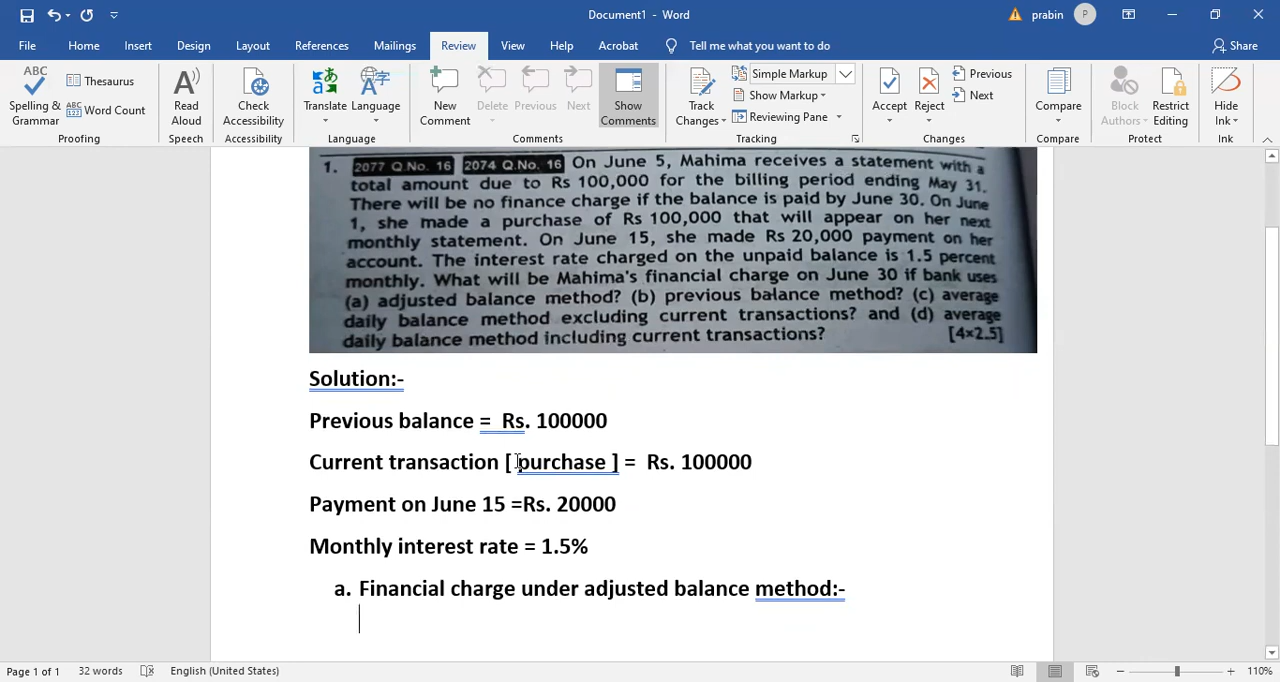 Document1 - Word
prabin
P
File Home Insert Design Layout References Mailings Review View Help Acrobat Tell me what you want to do Share
ABC
Spelling & Grammar
Thesaurus
ABC 123 Word Count
Proofing
A
Read Aloud
Speech
Check Accessibility
Accessibility
Translate
Language
Language
New Comment
Delete
Previous
Next
Show Comments
Comments
Track Changes
Simple Markup
Show Markup
Reviewing Pane
Tracking
Accept
Reject
Previous
Next
Changes
Compare
Compare
Block Authors
Restrict Editing
Protect
Hide Ink
Ink
1. 2077 Q.No. 16 2074 Q.No. 16 On June 5, Mahima receives a statement with a
total amount due to Rs 100,000 for the billing period ending May 31.
There will be no finance charge if the balance is paid by June 30. On June
1, she made a purchase of Rs 100,000 that will appear on her next
monthly statement. On June 15, she made Rs 20,000 payment on her
account. The interest rate charged on the unpaid balance is 1.5 percent
monthly. What will be Mahima's financial charge on June 30 if bank uses
(a) adjusted balance method? (b) previous balance method? (c) average
daily balance method excluding current transactions? and (d) average
daily balance method including current transactions? [4×2.5]
Solution:-
Previous balance = Rs. 100000
Current transaction [ purchase ] = Rs. 100000
Payment on June 15 =Rs. 20000
Monthly interest rate = 1.5%
a. Financial charge under adjusted balance method:-
Page 1 of 1 32 words English (United States) 110%